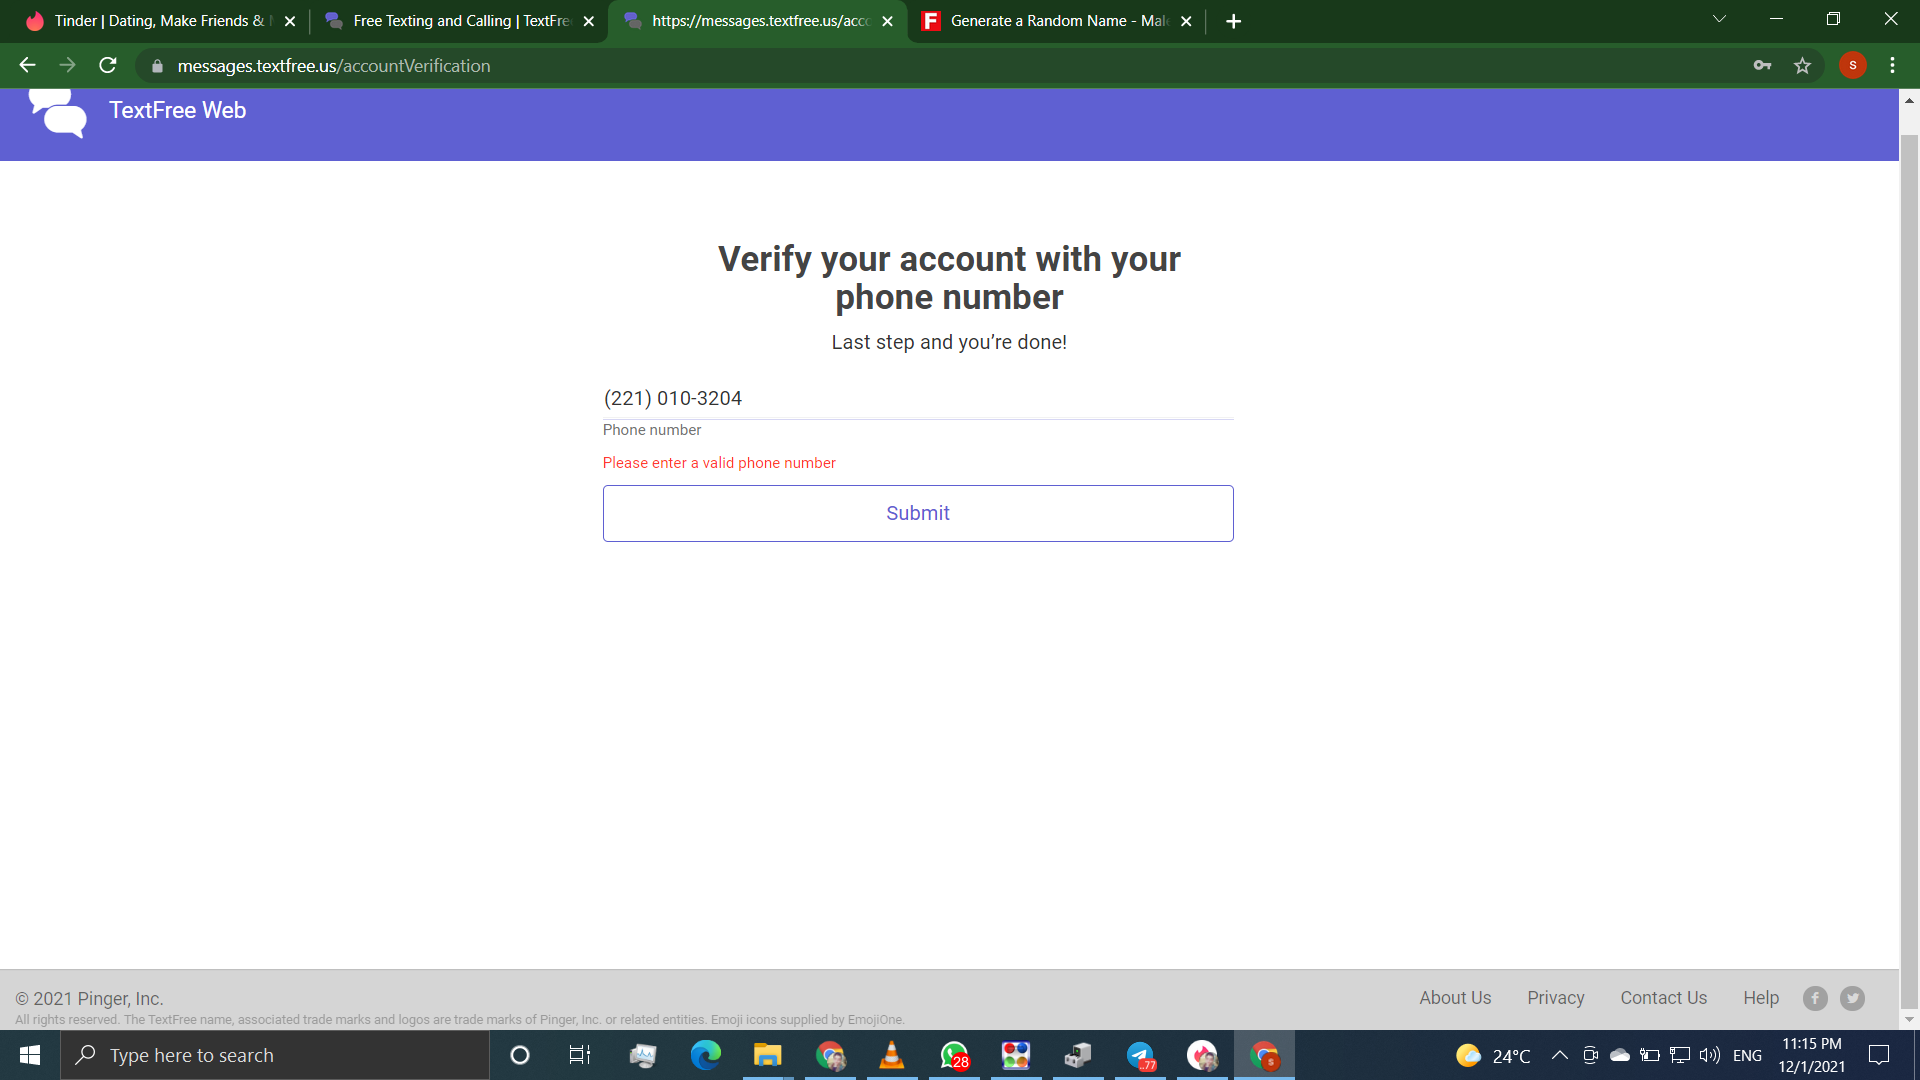 Tinder | Dating, Make Friends &
Free Texting and Calling | TextFre
https://messages.textfree.us/acco
F Generate a Random Name - Male
messages.textfree.us/accountVerification
s
TextFree Web
Verify your account with your
phone number
Last step and you’re done!
(221) 010-3204
Phone number
Please enter a valid phone number
Submit
© 2021 Pinger, Inc.
About Us Privacy Contact Us Help
All rights reserved. The TextFree name, associated trade marks and logos are trade marks of Pinger, Inc. or related entities. Emoji icons supplied by EmojiOne.
Type here to search
28
..77
24°C
ENG
11:15 PM
12/1/2021